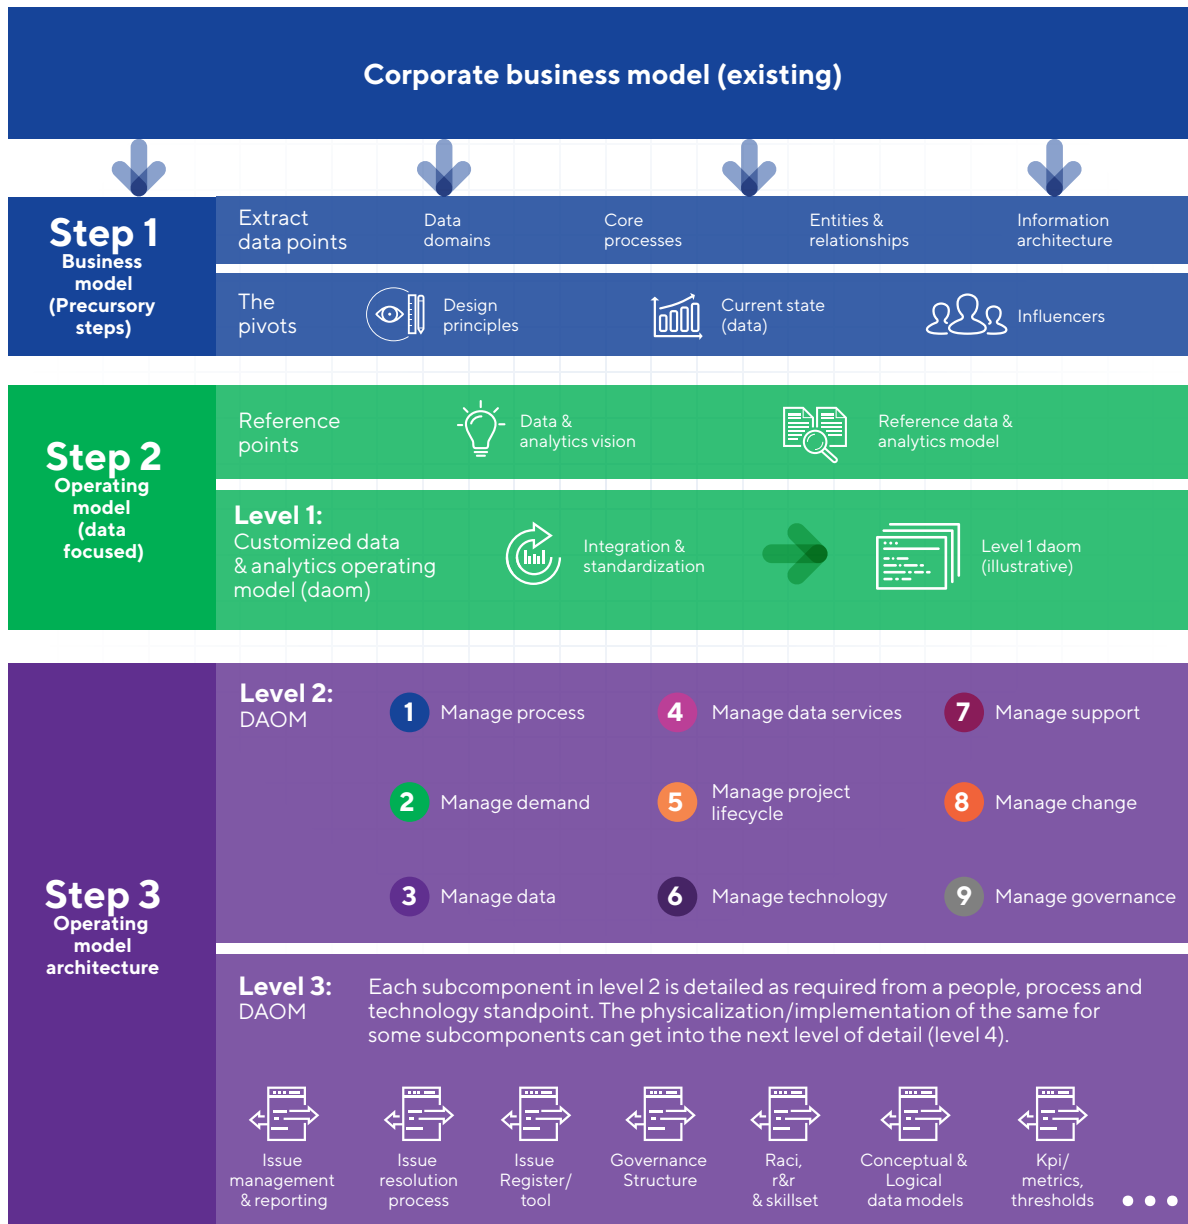 Corporate business model (existing)
Step 1
Business
model
(Precursory
steps)
Extract
data points
Data
domains
Core
processes
Entities &
relationships
Information
architecture
The
pivots
Design
principles
Current state
(data)
Influencers
Step 2
Operating
model
(data
focused)
Reference
points
Data &
analytics vision
Reference data &
analytics model
Level 1:
Customized data
& analytics operating
model (daom)
Integration &
standardization
Level 1 daom
(illustrative)
Step 3
Operating
model
architecture
Level 2:
DAOM
1 Manage process
4 Manage data services
7 Manage support
2 Manage demand
5 Manage project
lifecycle
8 Manage change
3 Manage data
6 Manage technology
9 Manage governance
Level 3:
DAOM
Each subcomponent in level 2 is detailed as required from a people, process and
technology standpoint. The physicalization/implementation of the same for
some subcomponents can get into the next level of detail (level 4).
Issue
management
& reporting
Issue
resolution
process
Issue
Register/
tool
Governance
Structure
Raci,
r&r
& skillset
Conceptual &
Logical
data models
Kpi/
metrics,
thresholds